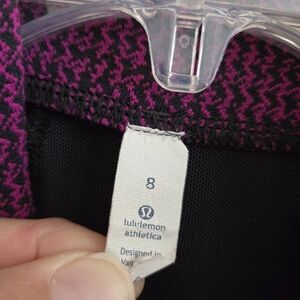 8
lululemon
athletica
Designed in
Van